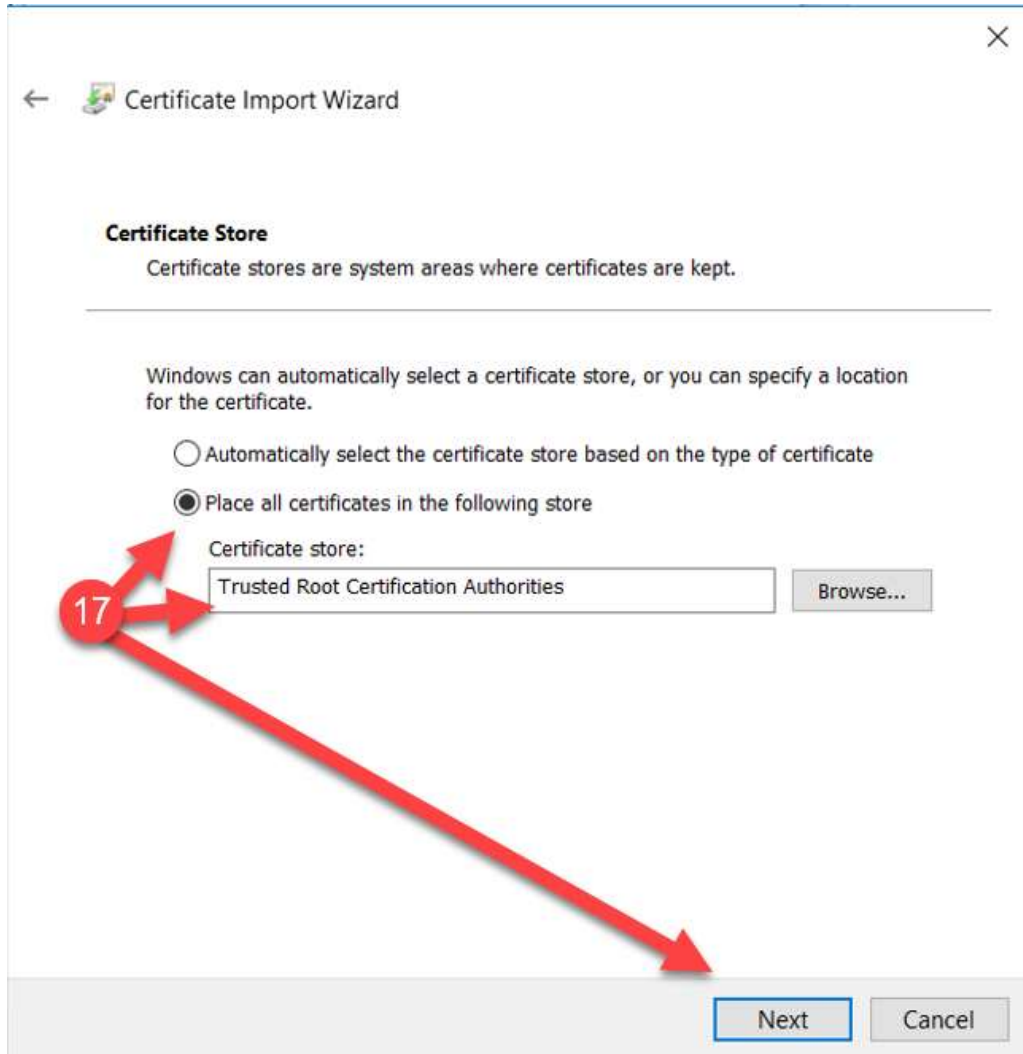 Certificate Import Wizard
Certificate Store
Certificate stores are system areas where certificates are kept.
Windows can automatically select a certificate store, or you can specify a location
for the certificate.
Automatically select the certificate store based on the type of certificate
Place all certificates in the following store
Certificate store:
Trusted Root Certification Authorities
Browse...
17
Next
Cancel